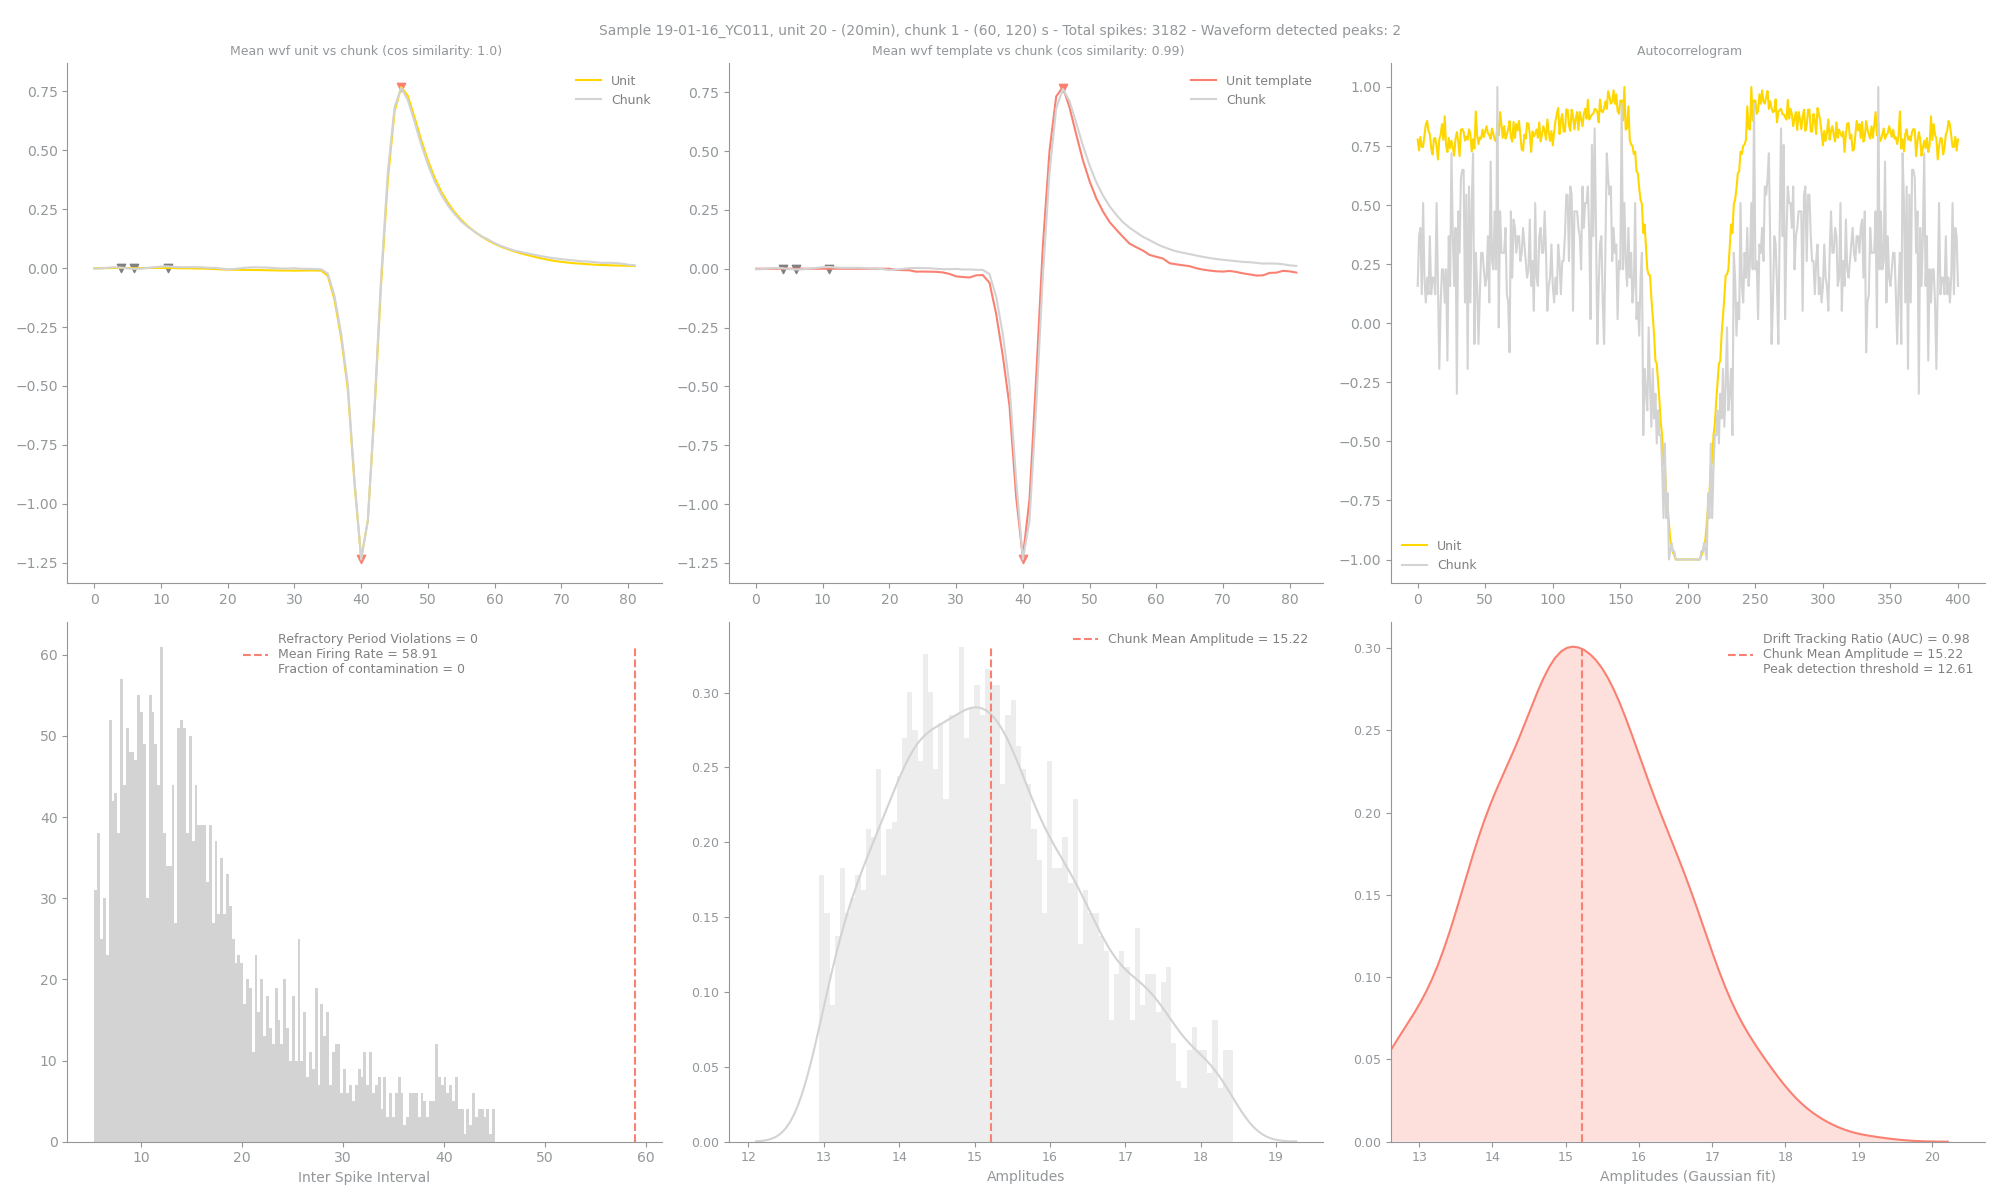 Sample 19-01-16_YC011, unit 20 - (20min), chunk 1 - (60, 120) s - Total spikes: 3182 - Waveform detected peaks: 2
Mean wvf unit vs chunk (cos similarity: 1.0)
Unit
Chunk
0.75
0.50
0.25
0.00
−0.25
−0.50
−0.75
−1.00
−1.25
0 10 20 30 40 50 60 70 80
Mean wvf template vs chunk (cos similarity: 0.99)
Unit template
Chunk
0.75
0.50
0.25
0.00
−0.25
−0.50
−0.75
−1.00
−1.25
0 10 20 30 40 50 60 70 80
Autocorrelogram
1.00
0.75
0.50
0.25
0.00
−0.25
−0.50
−0.75
−1.00
Unit
Chunk
0 50 100 150 200 250 300 350 400
Refractory Period Violations = 0
Mean Firing Rate = 58.91
Fraction of contamination = 0
60
50
40
30
20
10
0
10 20 30 40 50 60
Inter Spike Interval
Chunk Mean Amplitude = 15.22
0.30
0.25
0.20
0.15
0.10
0.05
0.00
12 13 14 15 16 17 18 19
Amplitudes
Drift Tracking Ratio (AUC) = 0.98
Chunk Mean Amplitude = 15.22
Peak detection threshold = 12.61
0.30
0.25
0.20
0.15
0.10
0.05
0.00
13 14 15 16 17 18 19 20
Amplitudes (Gaussian fit)